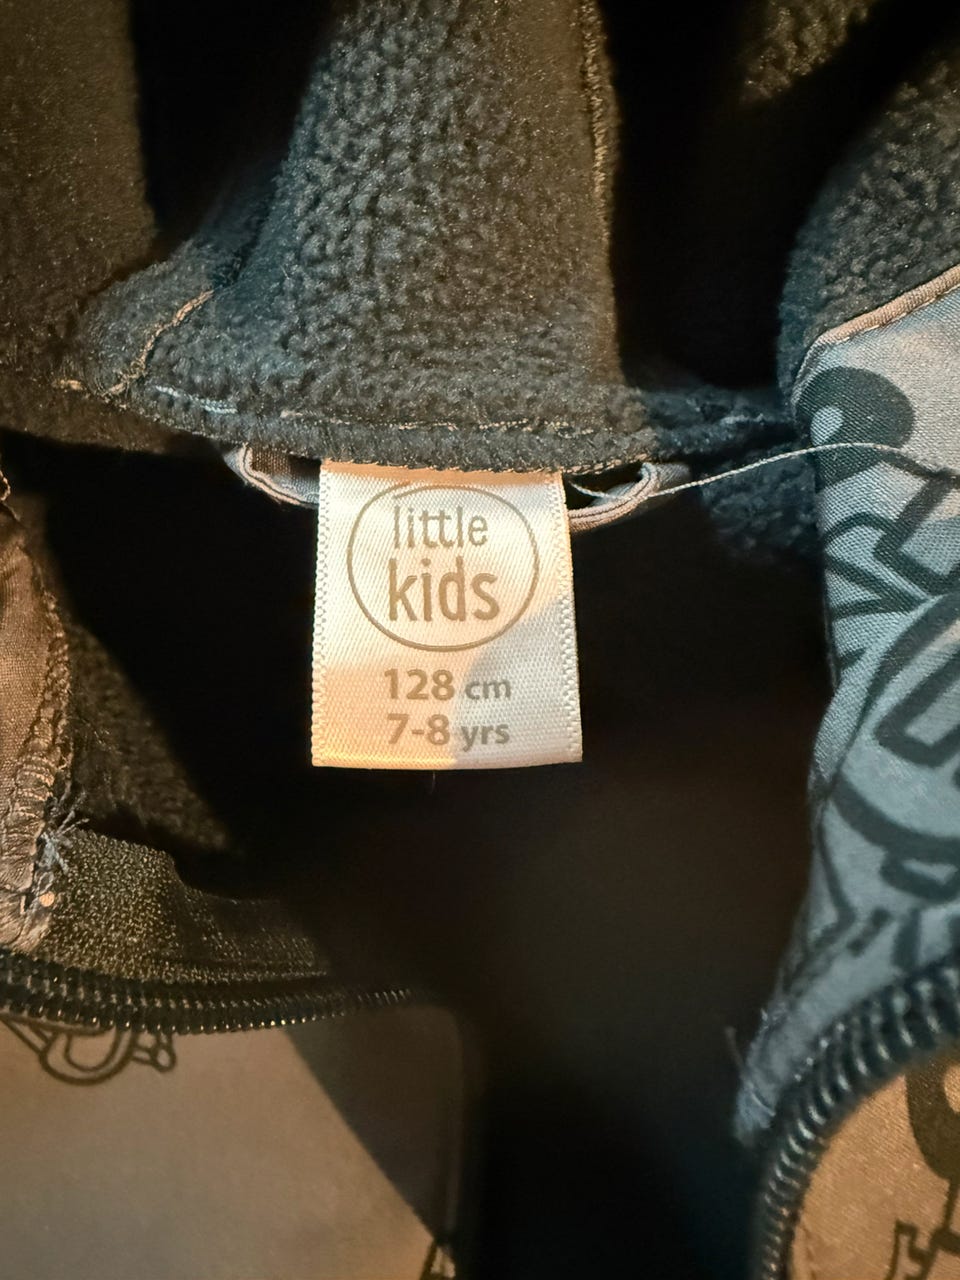 little
kids
128 cm
7-8 yrs